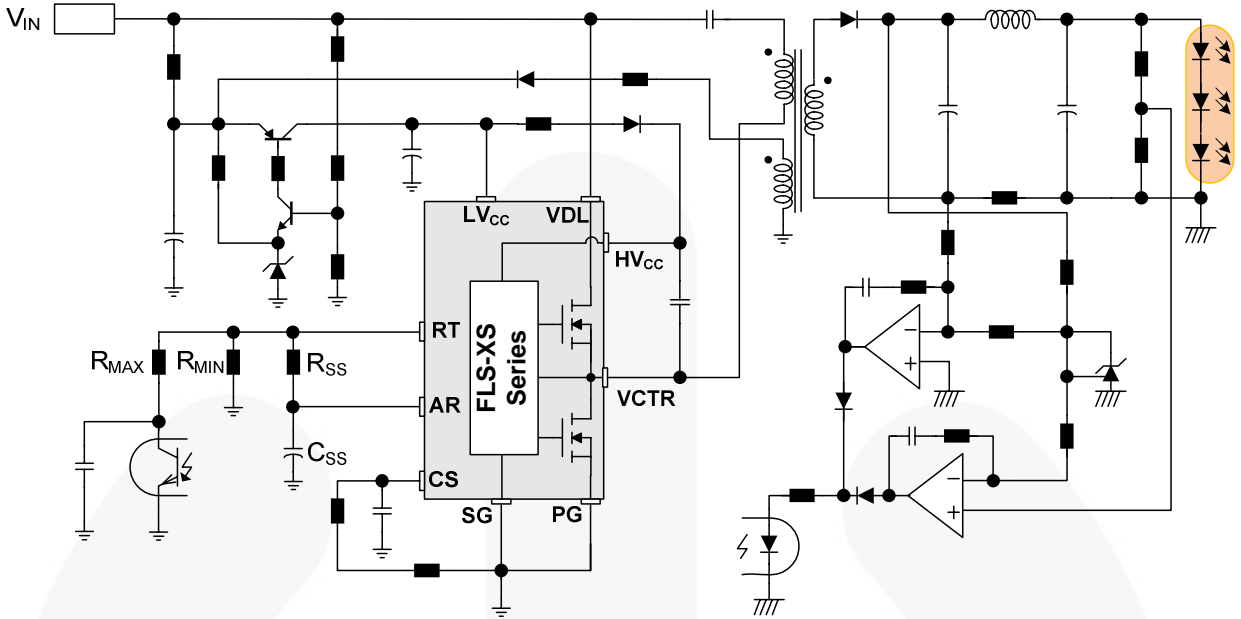 VIN
LVCC
VDL
HVCC
RT
RMAX
RMIN
RSS
FLS-XS
Series
VCTR
AR
CSS
CS
SG
PG